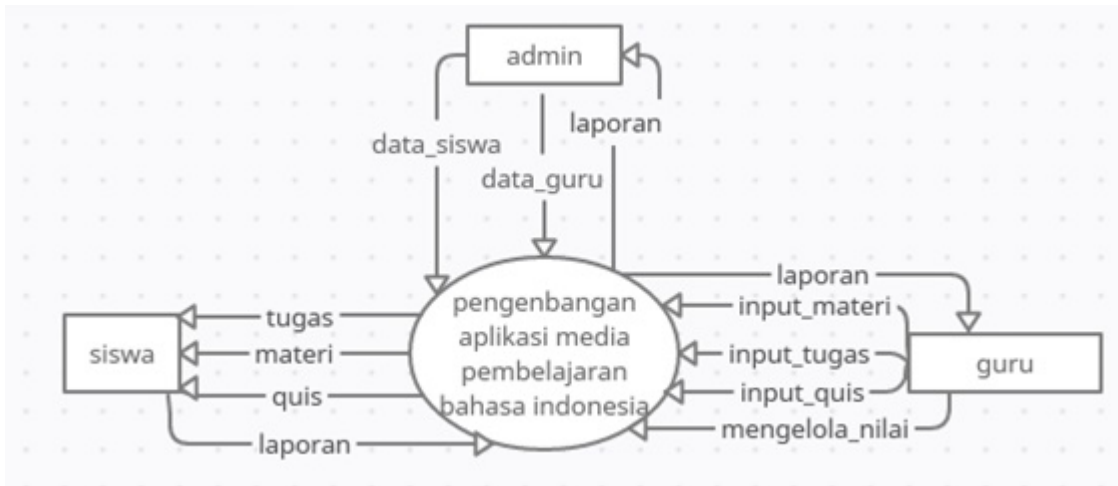 admin
laporan
data_siswa
data_guru
laporan
pengenbangan
aplikasi media
pembelajaran
bahasa indonesia
input_materi
tugas
siswa
materi
input_tugas
guru
quis
input_quis
mengelola_nilai
laporan